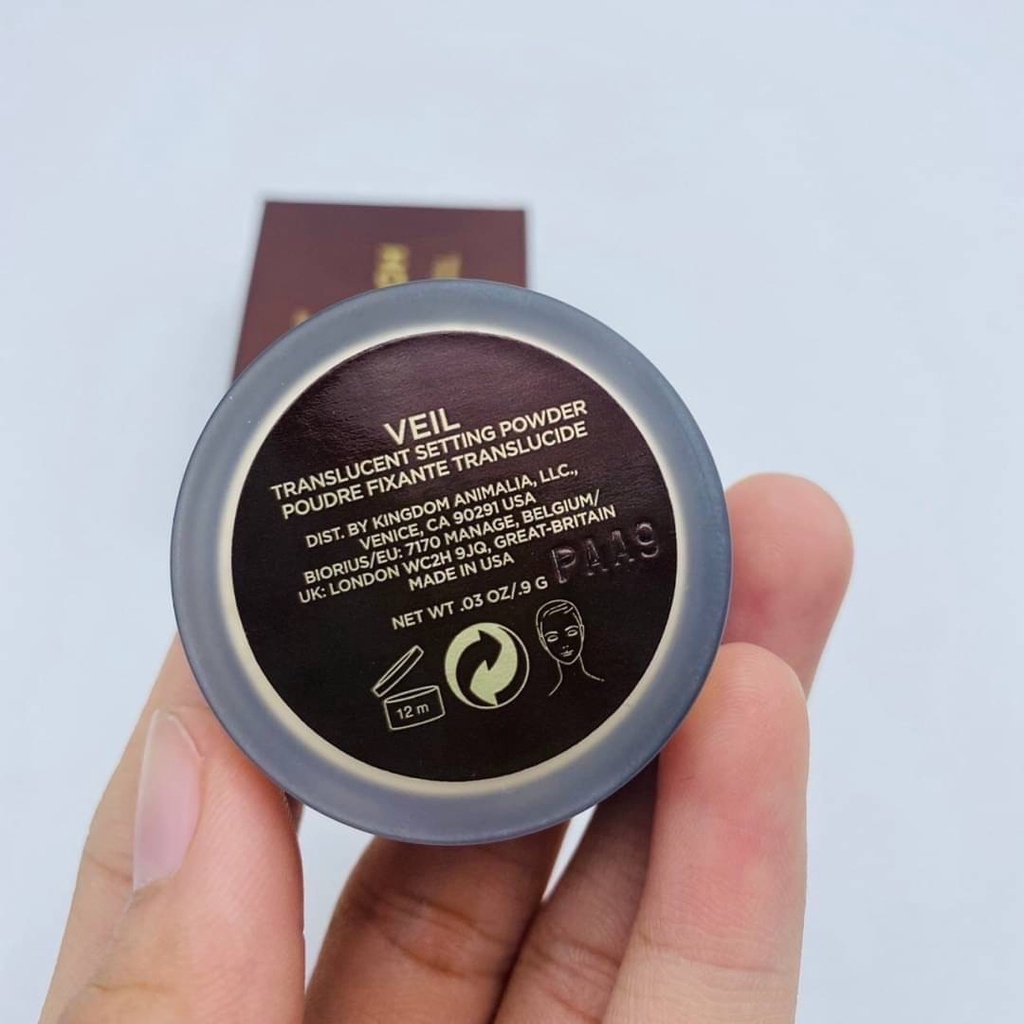 VEIL
TRANSLUCENT SETTING POWDER
POUDRE FIXANTE TRANSLUCIDE
DIST. BY KINGDOM ANIMALIA, LLC.,
VENICE, CA 90291 USA
BIORIUS/EU: 7170 MANAGE, BELGIUM/
UK: LONDON WC2H 9JQ, GREAT-BRITAIN
MADE IN USA
PAA9
NET WT .03 OZ/.9 G
12 m